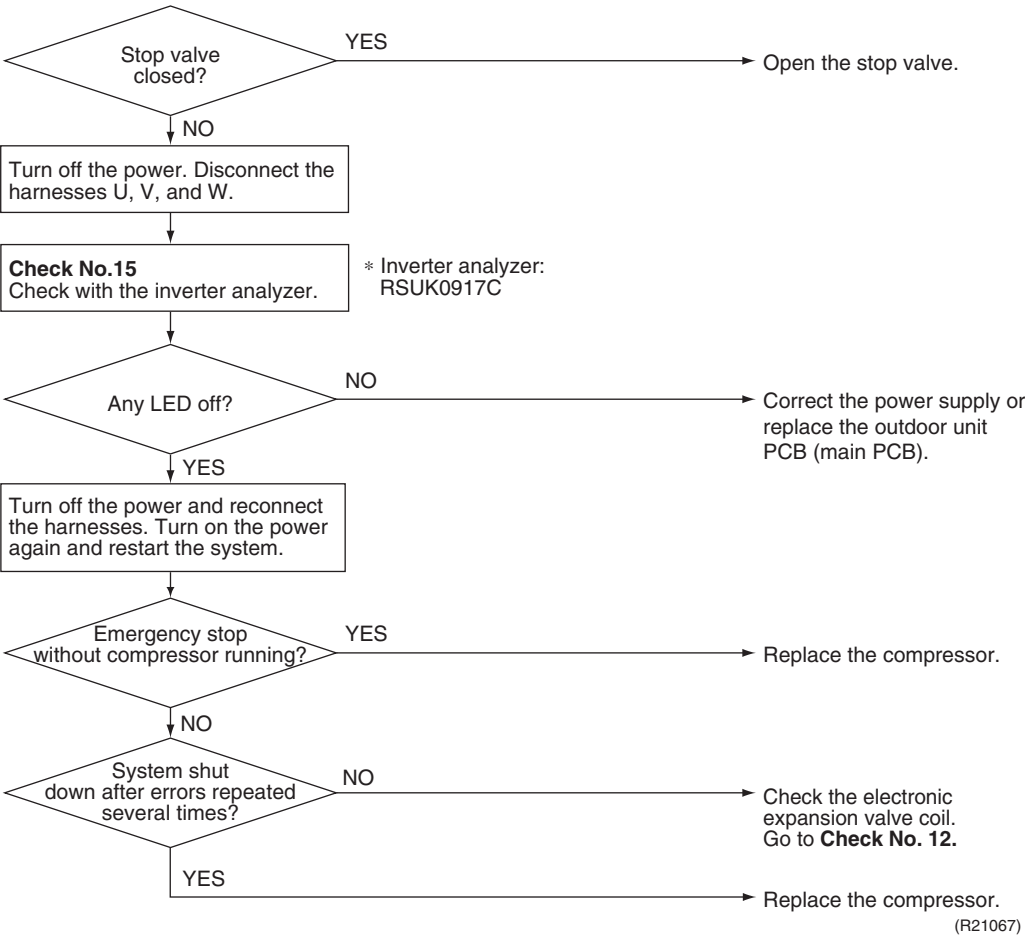 Stop valve
closed?
YES
Open the stop valve.
NO
Turn off the power. Disconnect the
harnesses U, V, and W.
Check No.15
Check with the inverter analyzer.
* Inverter analyzer:
RSUK0917C
Any LED off?
NO
Correct the power supply or
replace the outdoor unit
PCB (main PCB).
YES
Turn off the power and reconnect
the harnesses. Turn on the power
again and restart the system.
Emergency stop
without compressor running?
YES
Replace the compressor.
NO
System shut
down after errors repeated
several times?
NO
Check the electronic
expansion valve coil.
Go to Check No. 12.
YES
Replace the compressor.
(R21067)